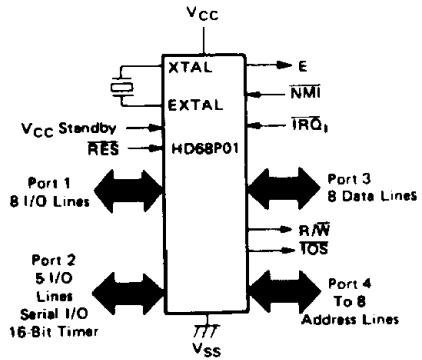 VCC
XTAL
E
EXTAL
NMI
VCC Standby
IRQ1
RES
HD68P01
Port 1
8 I/O Lines
Port 3
8 Data Lines
R/W
IOS
Port 2
5 I/O
Lines
Serial I/O
16-Bit Timer
Port 4
To 8
Address Lines
VSS